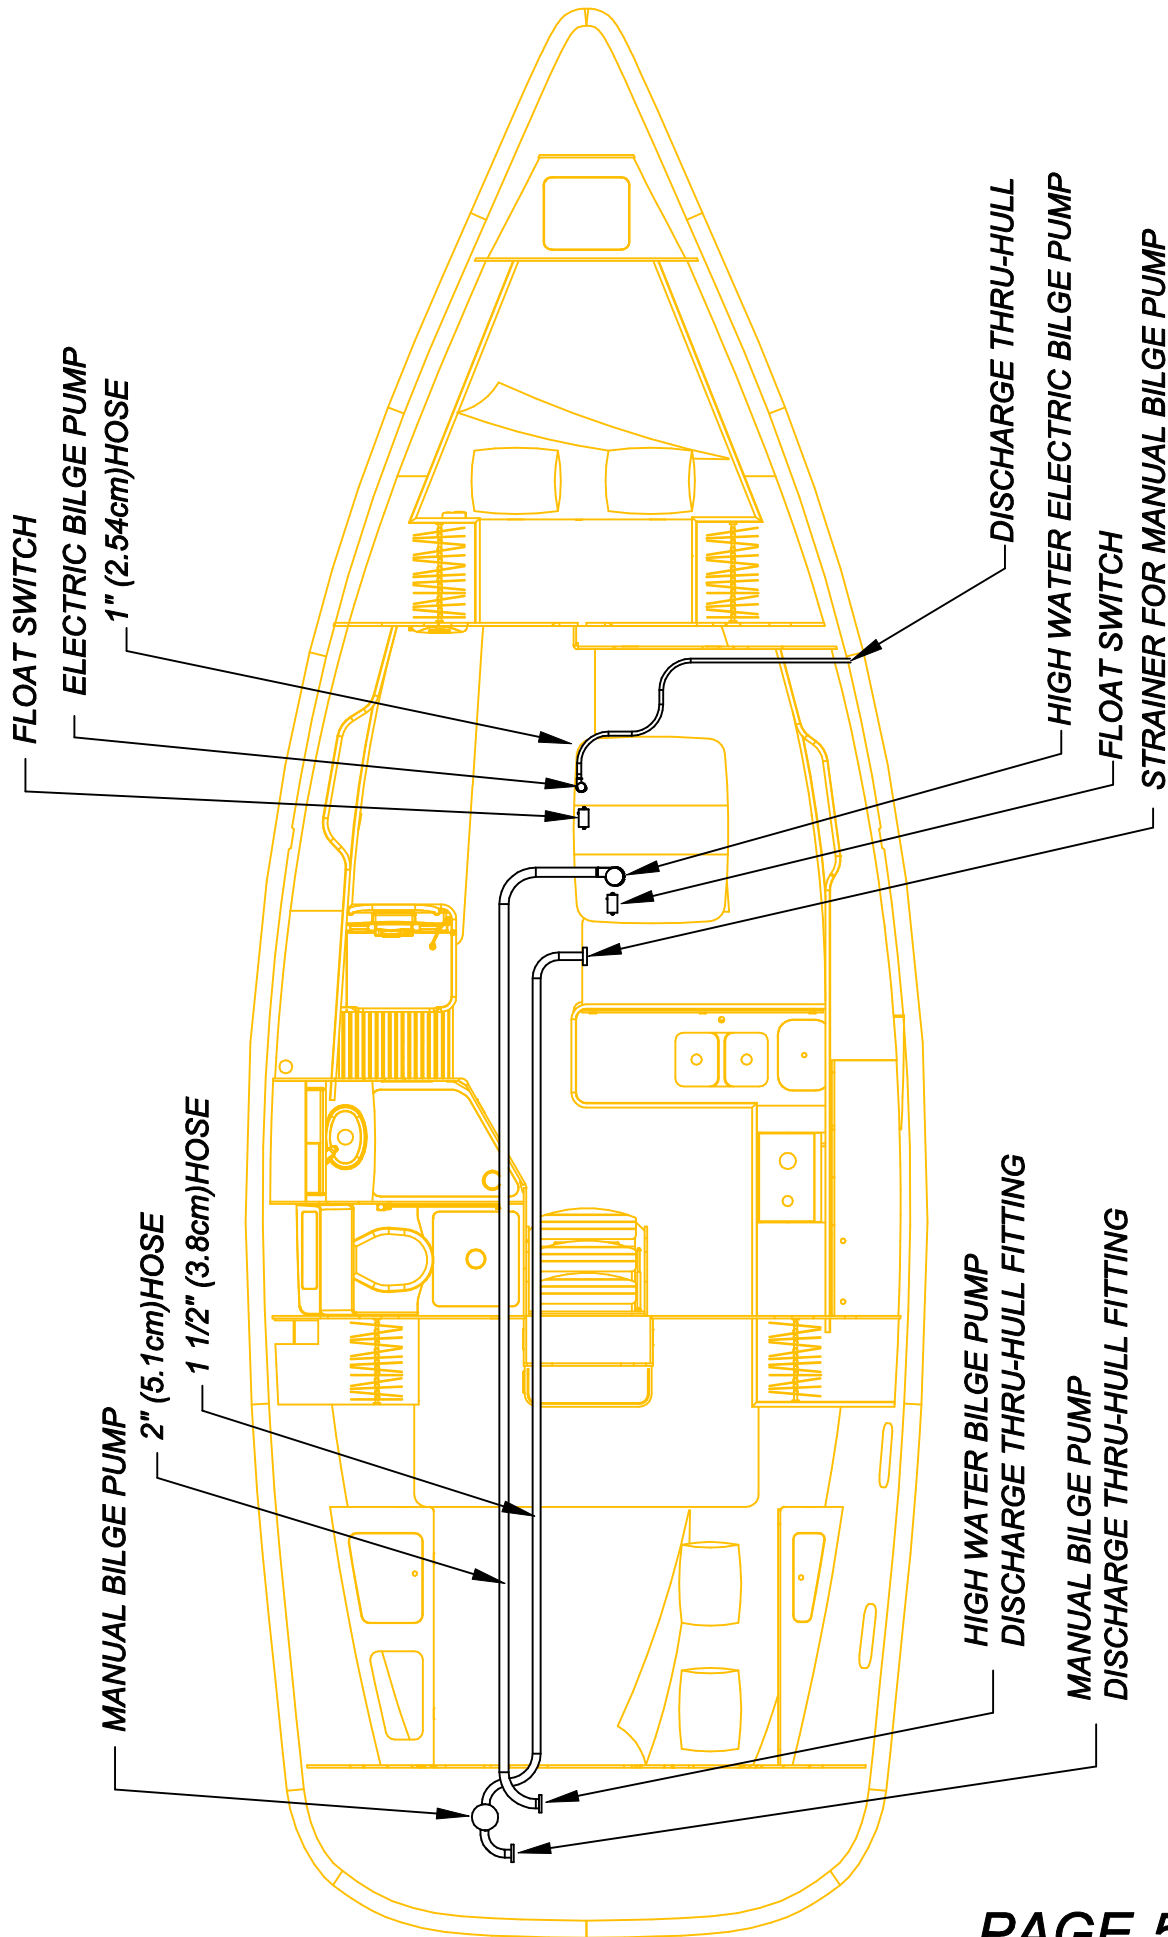 FLOAT SWITCH
ELECTRIC BILGE PUMP
1" (2.54cm)HOSE
DISCHARGE THRU-HULL
HIGH WATER ELECTRIC BILGE PUMP
FLOAT SWITCH
STRAINER FOR MANUAL BILGE PUMP
MANUAL BILGE PUMP
2" (5.1cm)HOSE
1 1/2" (3.8cm)HOSE
HIGH WATER BILGE PUMP
DISCHARGE THRU-HULL FITTING
MANUAL BILGE PUMP
DISCHARGE THRU-HULL FITTING
PAGE 5